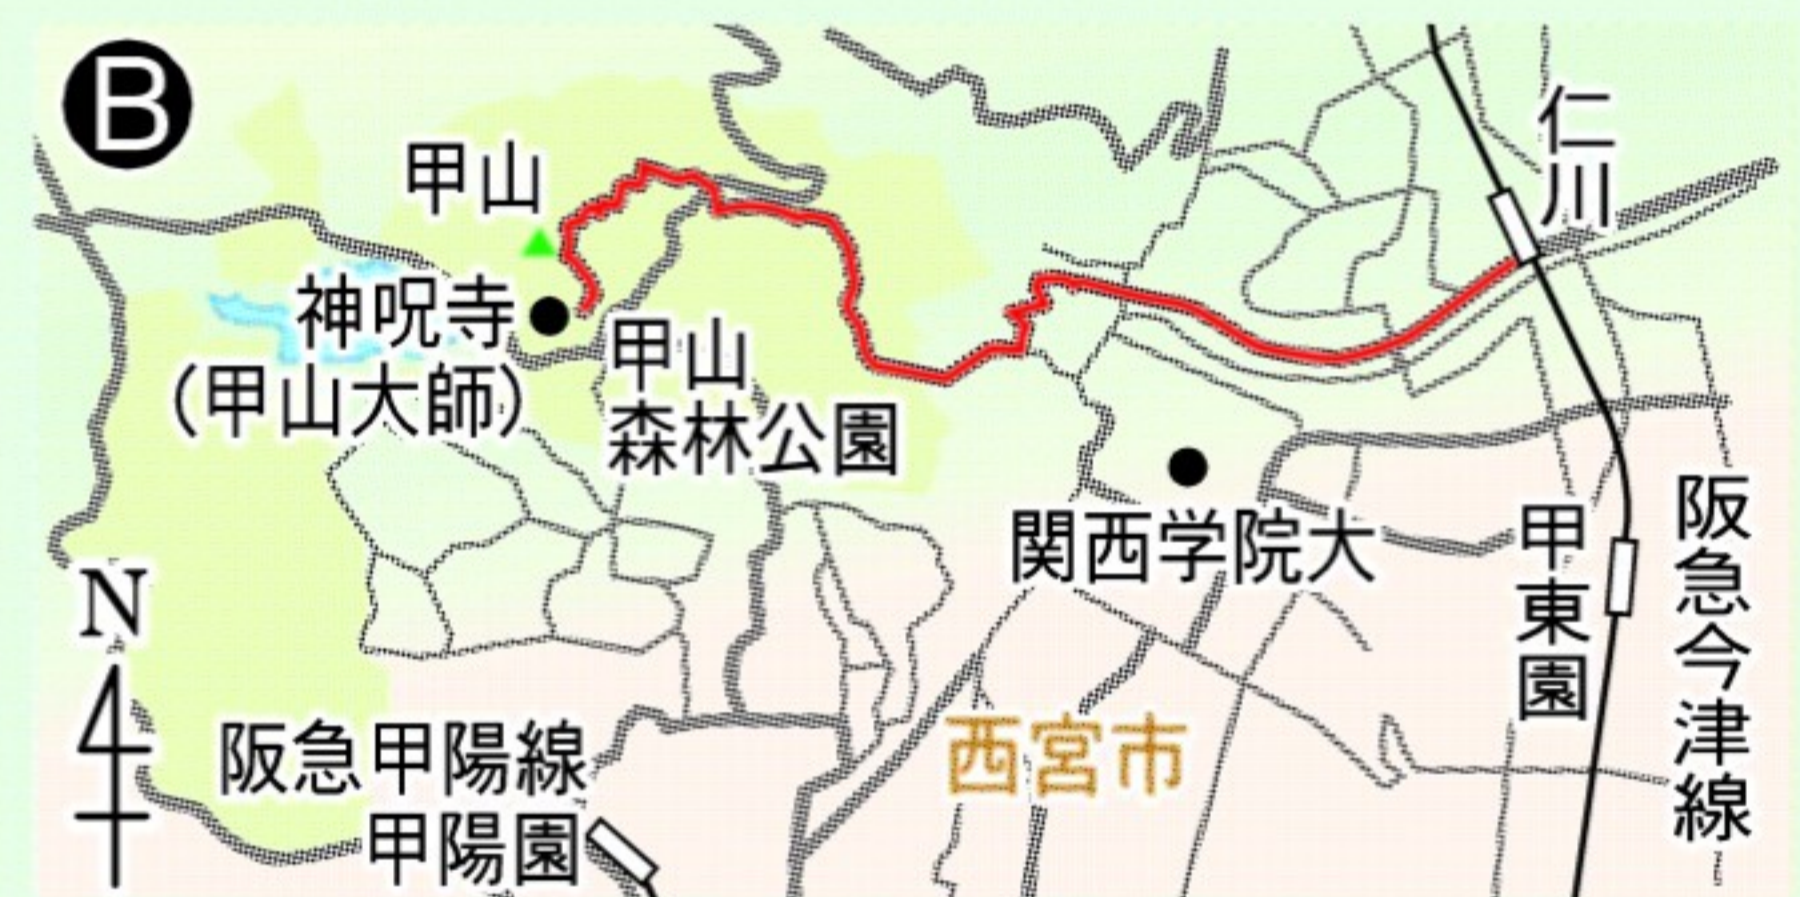 B
仁川
甲山
神呪寺
(甲山大師)
甲山
森林公園
関西学院大
甲東園
阪急今津線
N
西宮市
阪急甲陽線
甲陽園